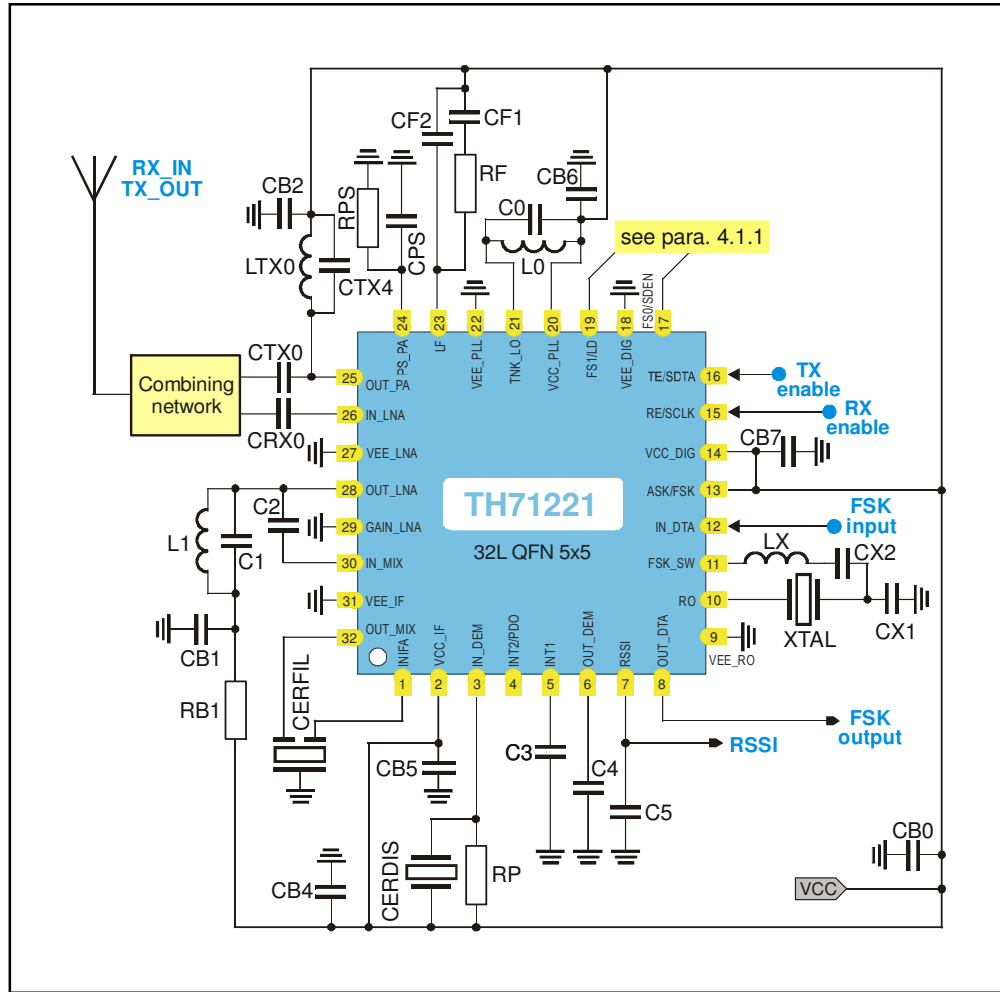 RX_IN
TX_OUT
CF2
CF1
RF
CB2
RPS
CPS
CB6
C0
L0
see para. 4.1.1
LTX0
CTX4
24
23
22
21
20
19
18
17
PS_PA
LF
VEE_PLL
TNK_LO
VCC_PLL
FS1/LD
VEE_DIG
FS0/SDEN
Combining
network
CTX0
CRX0
25
OUT_PA
26
IN_LNA
27
VEE_LNA
28
OUT_LNA
29
GAIN_LNA
30
IN_MIX
31
VEE_IF
32
OUT_MIX
TE/SDTA
16
TX
enable
RE/SCLK
15
RX
enable
VCC_DIG
14
CB7
ASK/FSK
13
IN_DTA
12
FSK
input
FSK_SW
11
LX
CX2
RO
10
XTAL
CX1
9
VEE_RO
TH71221
32L QFN 5x5
L1
C1
C2
CB1
RB1
CERFIL
INIFA
VCC_IF
IN_DEM
INT2/PDO
INT1
OUT_DEM
RSSI
OUT_DTA
1
2
3
4
5
6
7
8
FSK
output
RSSI
CB5
C3
C4
C5
CB4
CERDIS
RP
CB0
VCC